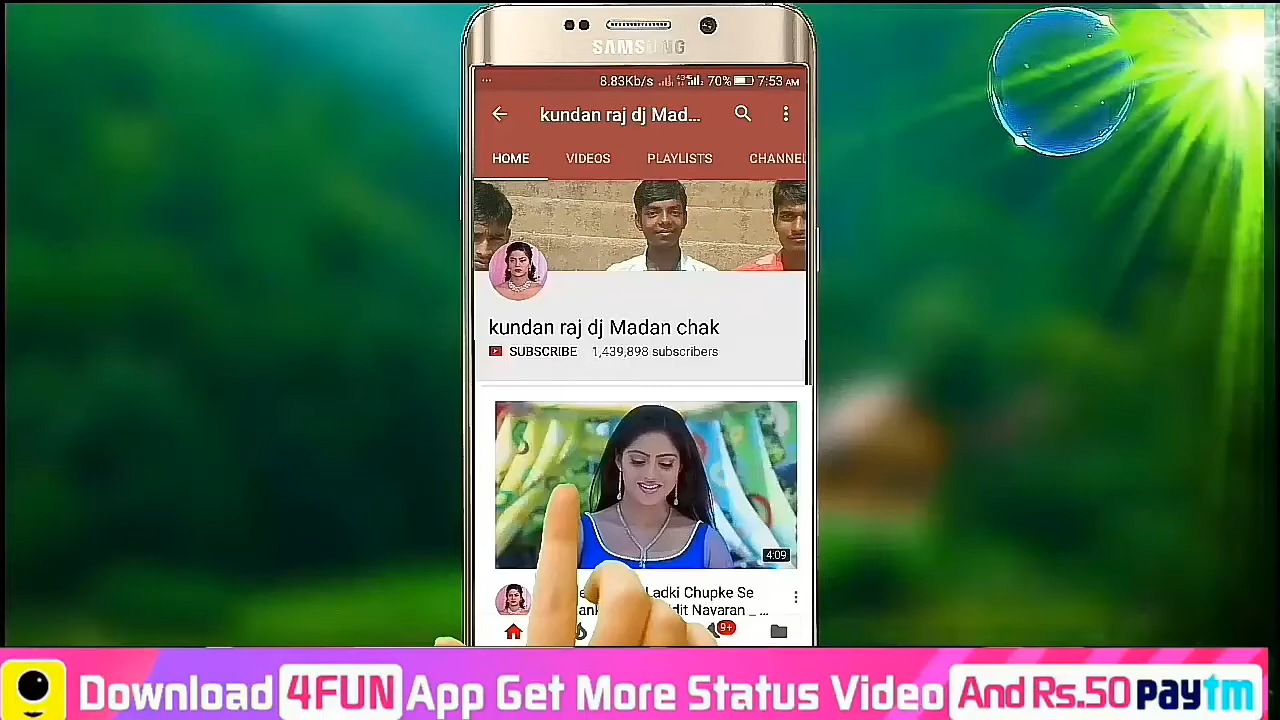 SAMSUNG
8.83Kb/s 70% 7:53 AM
kundan raj dj Mad...
HOME VIDEOS PLAYLISTS CHANNEL
kundan raj dj Madan chak
SUBSCRIBE 1,439,898 subscribers
4:09
Ladki Chupke Se
dit Navaran _ ...
9+
Download 4FUN App Get More Status Video And Rs.50 paytm